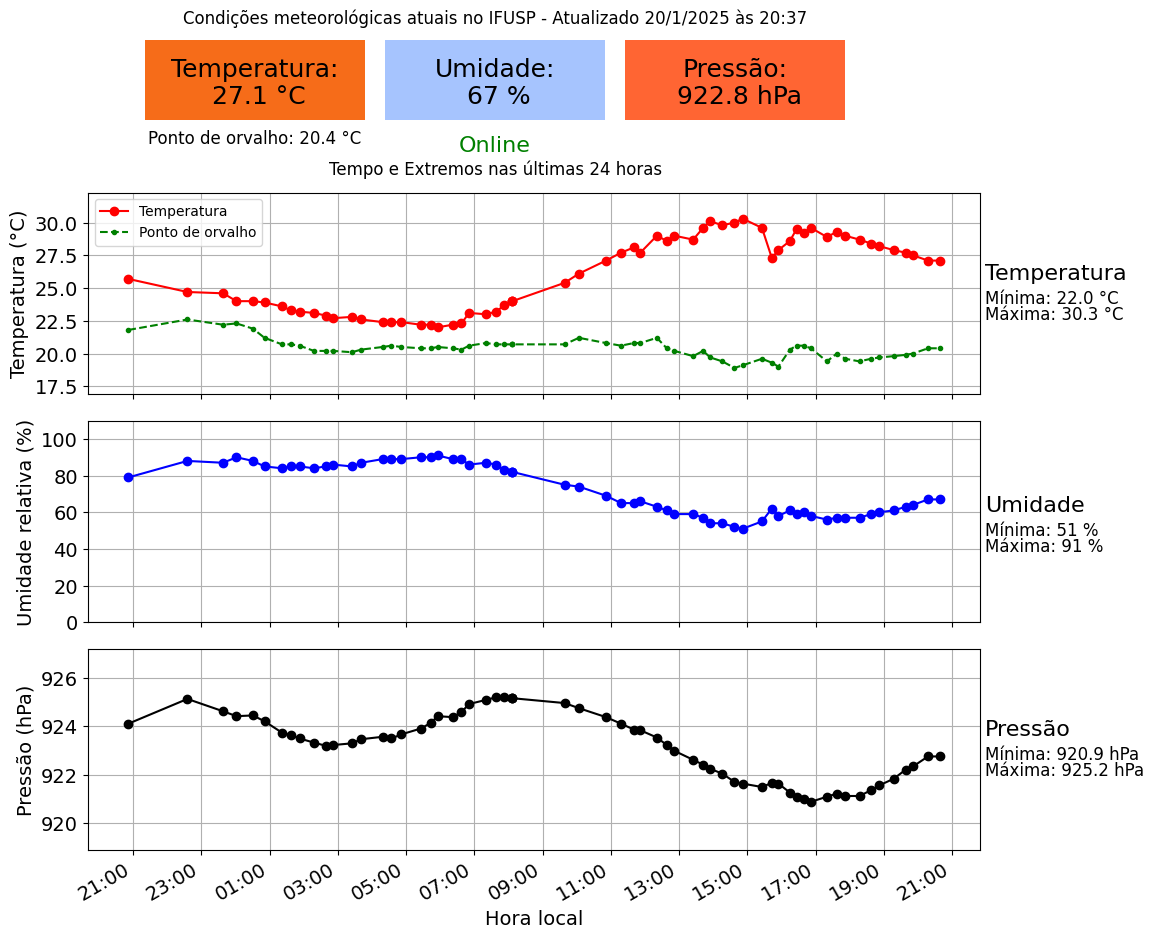 Condições meteorológicas atuais no IFUSP - Atualizado 20/1/2025 às 20:37
Temperatura:
27.1 °C
Umidade:
67 %
Pressão:
922.8 hPa
Ponto de orvalho: 20.4 °C
Online
Tempo e Extremos nas últimas 24 horas
Temperatura (°C)
30.0
27.5
25.0
22.5
20.0
17.5
Temperatura
Ponto de orvalho
Temperatura
Mínima: 22.0 °C
Máxima: 30.3 °C
Umidade relativa (%)
100
80
60
40
20
0
Umidade
Mínima: 51 %
Máxima: 91 %
Pressão (hPa)
926
924
922
920
Pressão
Mínima: 920.9 hPa
Máxima: 925.2 hPa
21:00 23:00 01:00 03:00 05:00 07:00 09:00 11:00 13:00 15:00 17:00 19:00 21:00
Hora local